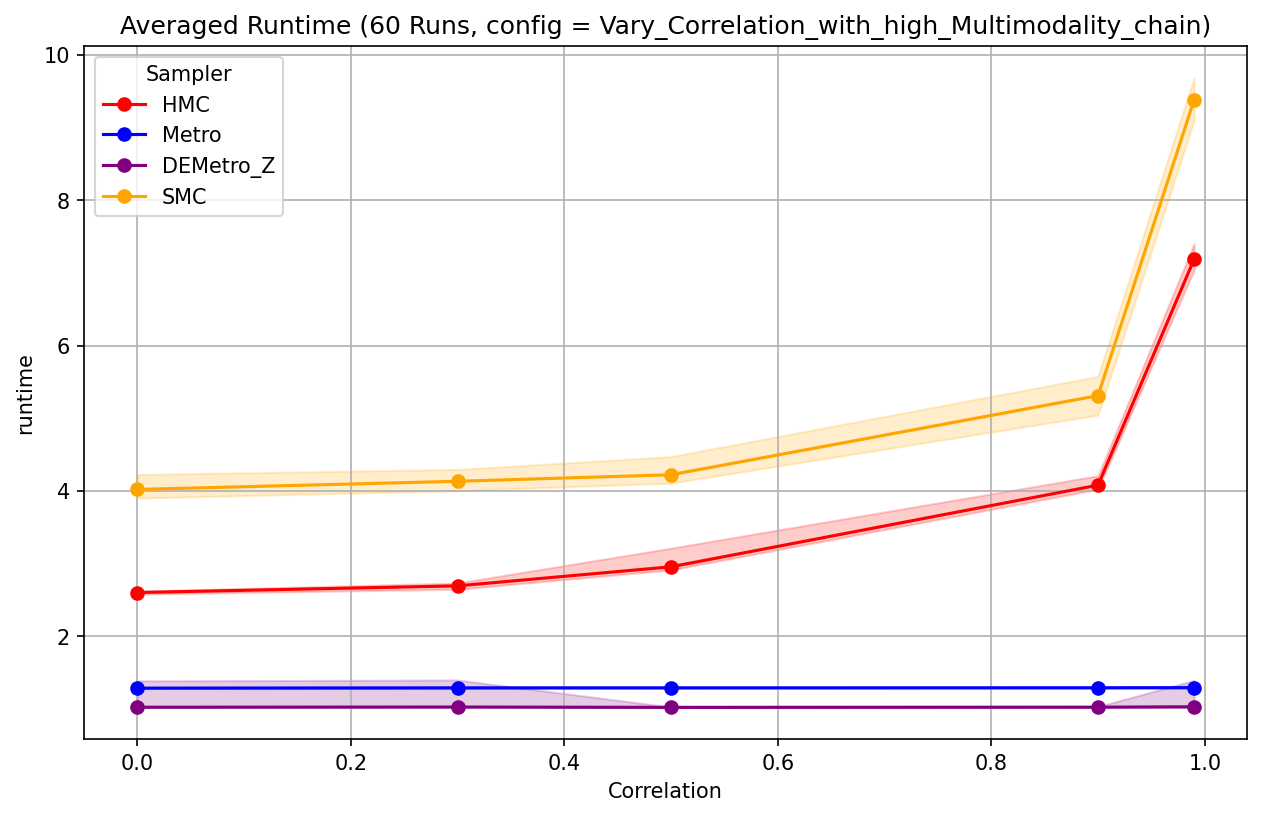 Averaged Runtime (60 Runs, config = Vary_Correlation_with_high_Multimodality_chain)
Sampler
HMC
Metro
DEMetro_Z
SMC
runtime
10
8
6
4
2
0.0 0.2 0.4 0.6 0.8 1.0
Correlation